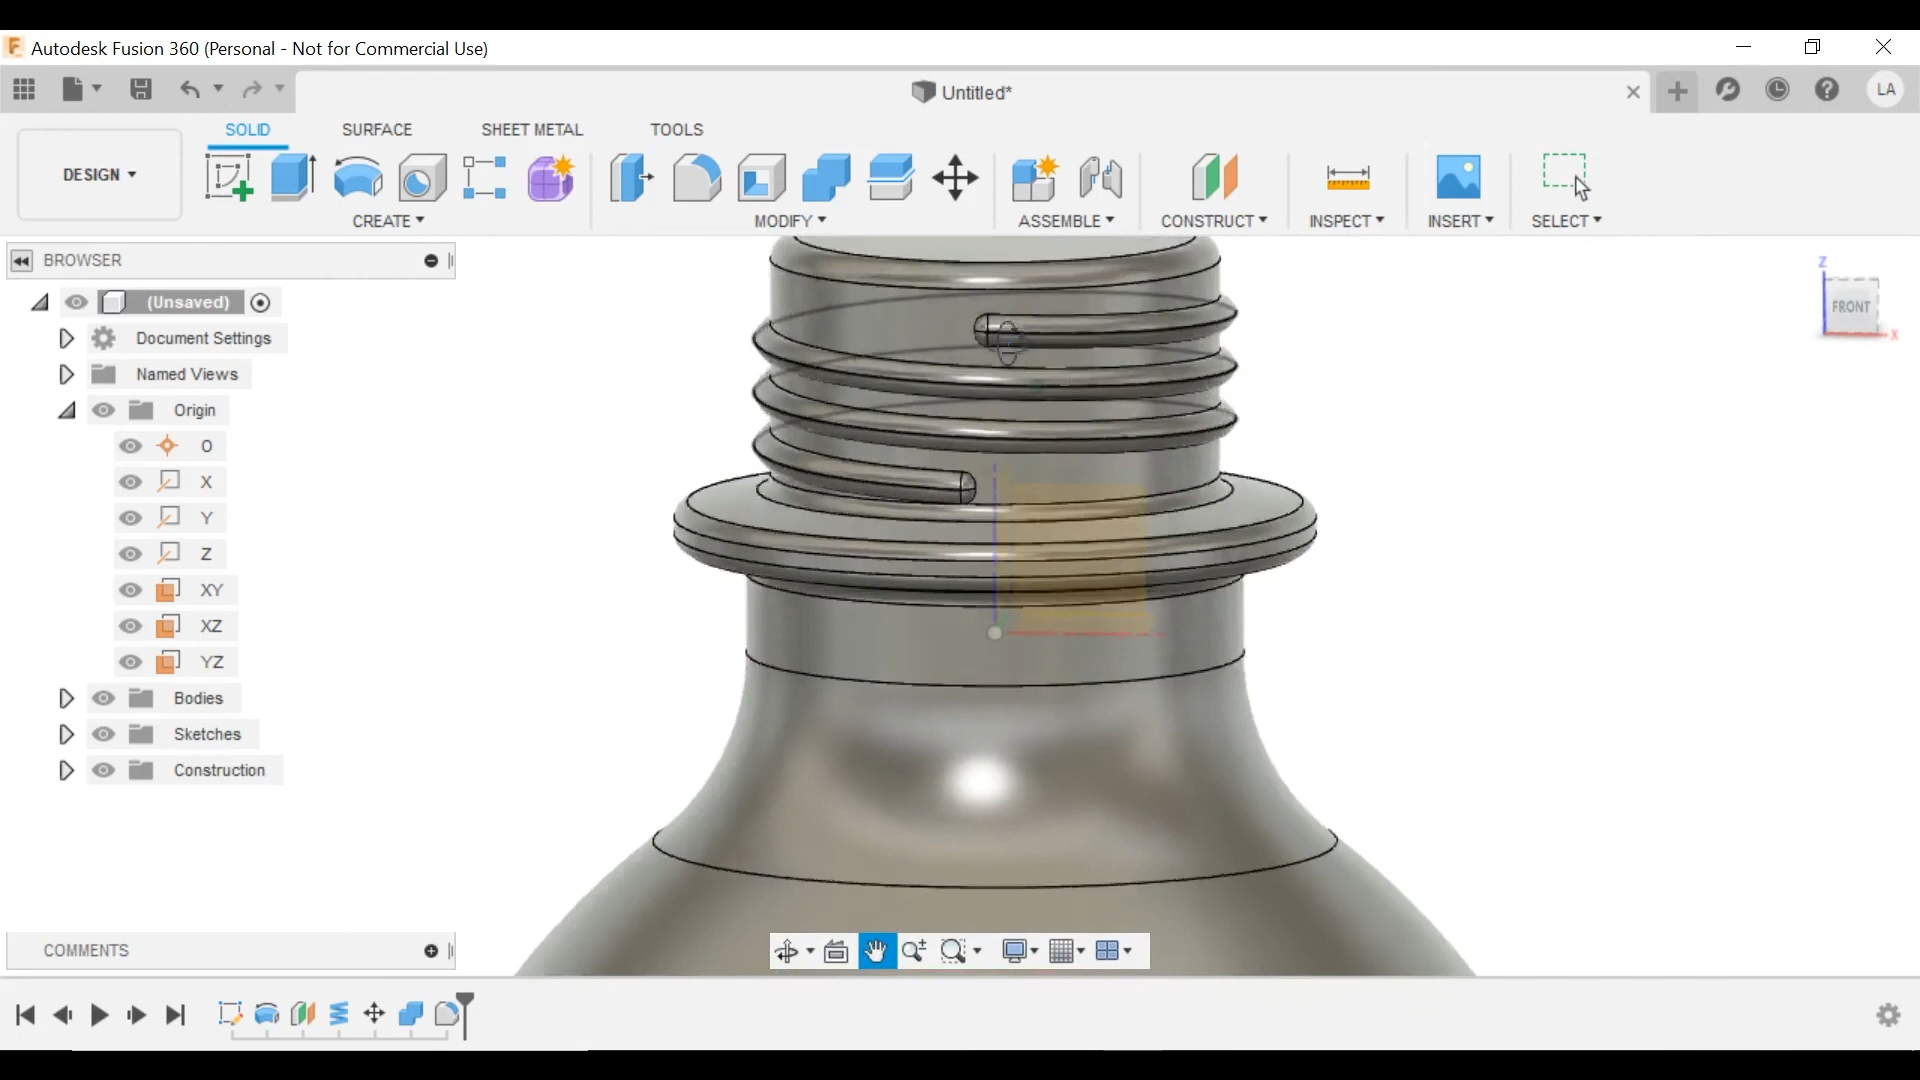 Autodesk Fusion 360 (Personal - Not for Commercial Use)
Untitled*
LA
SOLID SURFACE SHEET METAL TOOLS
DESIGN
CREATE MODIFY ASSEMBLE CONSTRUCT INSPECT INSERT SELECT
BROWSER
(Unsaved)
Document Settings
Named Views
Origin
O
X
Y
Z
XY
XZ
YZ
Bodies
Sketches
Construction
Z
FRONT
X
COMMENTS